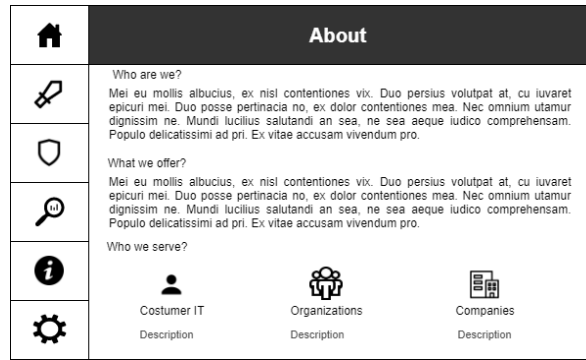 About
Who are we?
Mei eu mollis albucius, ex nisl contentiones vix. Duo persius volutpat at, cu iuvaret
epicuri mei. Duo posse pertinacia no, ex dolor contentiones mea. Nec omnium utamur
dignissim ne. Mundi lucilius salutandi an sea, ne sea aeque iudico comprehensam.
Populo delicatissimi ad pri. Ex vitae accusam vivendum pro.
What we offer?
Mei eu mollis albucius, ex nisl contentiones vix. Duo persius volutpat at, cu iuvaret
epicuri mei. Duo posse pertinacia no, ex dolor contentiones mea. Nec omnium utamur
dignissim ne. Mundi lucilius salutandi an sea, ne sea aeque iudico comprehensam.
Populo delicatissimi ad pri. Ex vitae accusam vivendum pro.
Who we serve?
Costumer IT Organizations Companies
Description Description Description